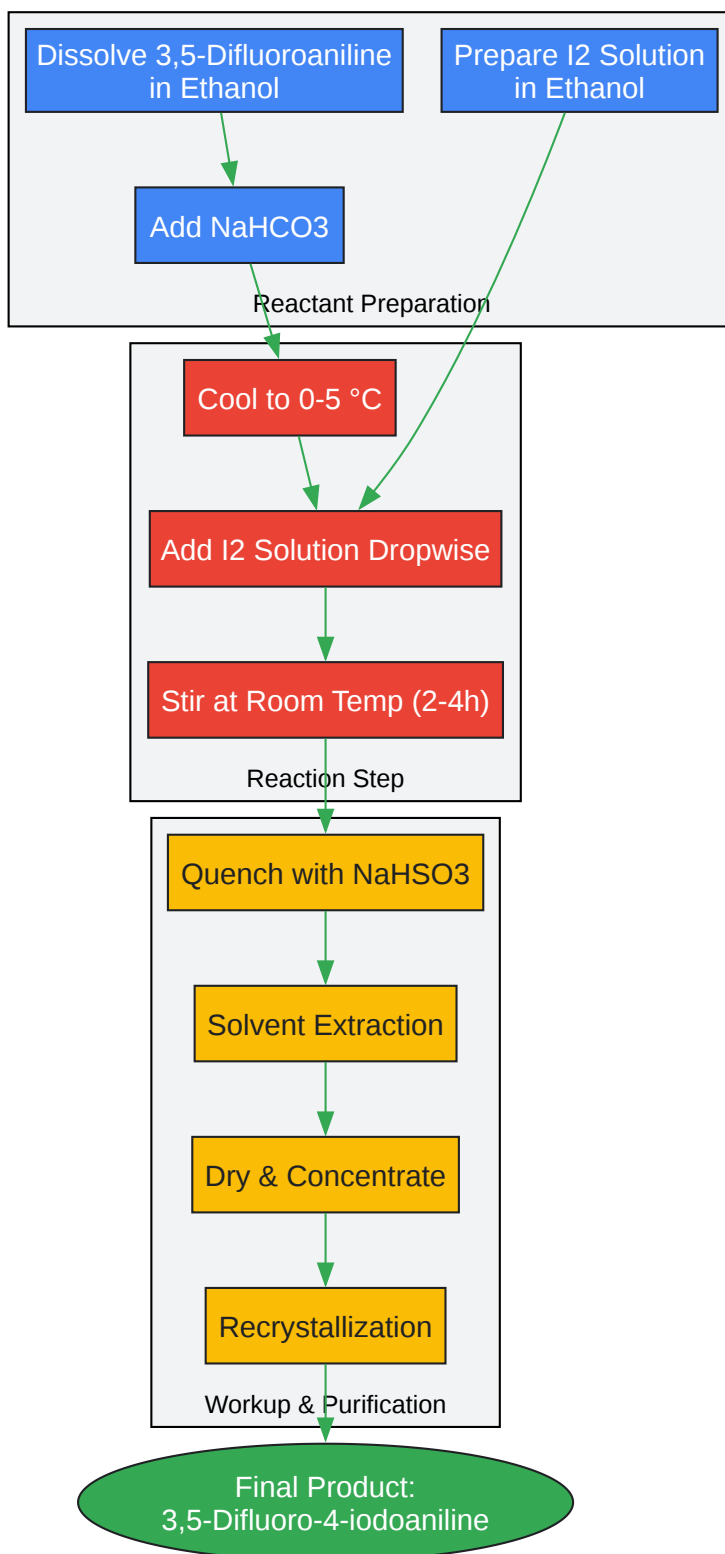 Dissolve 3,5-Difluoroaniline
in Ethanol
Prepare I2 Solution
in Ethanol
Add NaHCO3
Reactant Preparation
Cool to 0-5 °C
Add I2 Solution Dropwise
Stir at Room Temp (2-4h)
Reaction Step
Quench with NaHSO3
Solvent Extraction
Dry & Concentrate
Recrystallization
Workup & Purification
Final Product:
3,5-Difluoro-4-iodoaniline